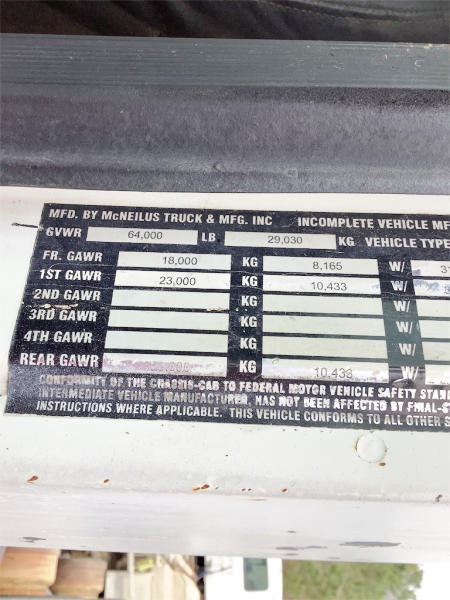 MFD. BY McNEILUS TRUCK & MFG. INC INCOMPLETE VEHICLE MF
GVWR 64,000 LB 29,030 KG VEHICLE TYPE
FR. GAWR 18,000 KG 8,165 W/ 31
1ST GAWR 23,000 KG 10,433 W/
2ND GAWR KG W/
3RD GAWR KG W/
4TH GAWR KG W/
REAR GAWR KG 10,433 W/
CONFORMITY OF THE CHASSIS-CAB TO FEDERAL MOTOR VEHICLE SAFETY STAND
INTERMEDIATE VEHICLE MANUFACTURER, HAS NOT BEEN AFFECTED BY FINAL-ST
INSTRUCTIONS WHERE APPLICABLE. THIS VEHICLE CONFORMS TO ALL OTHER S